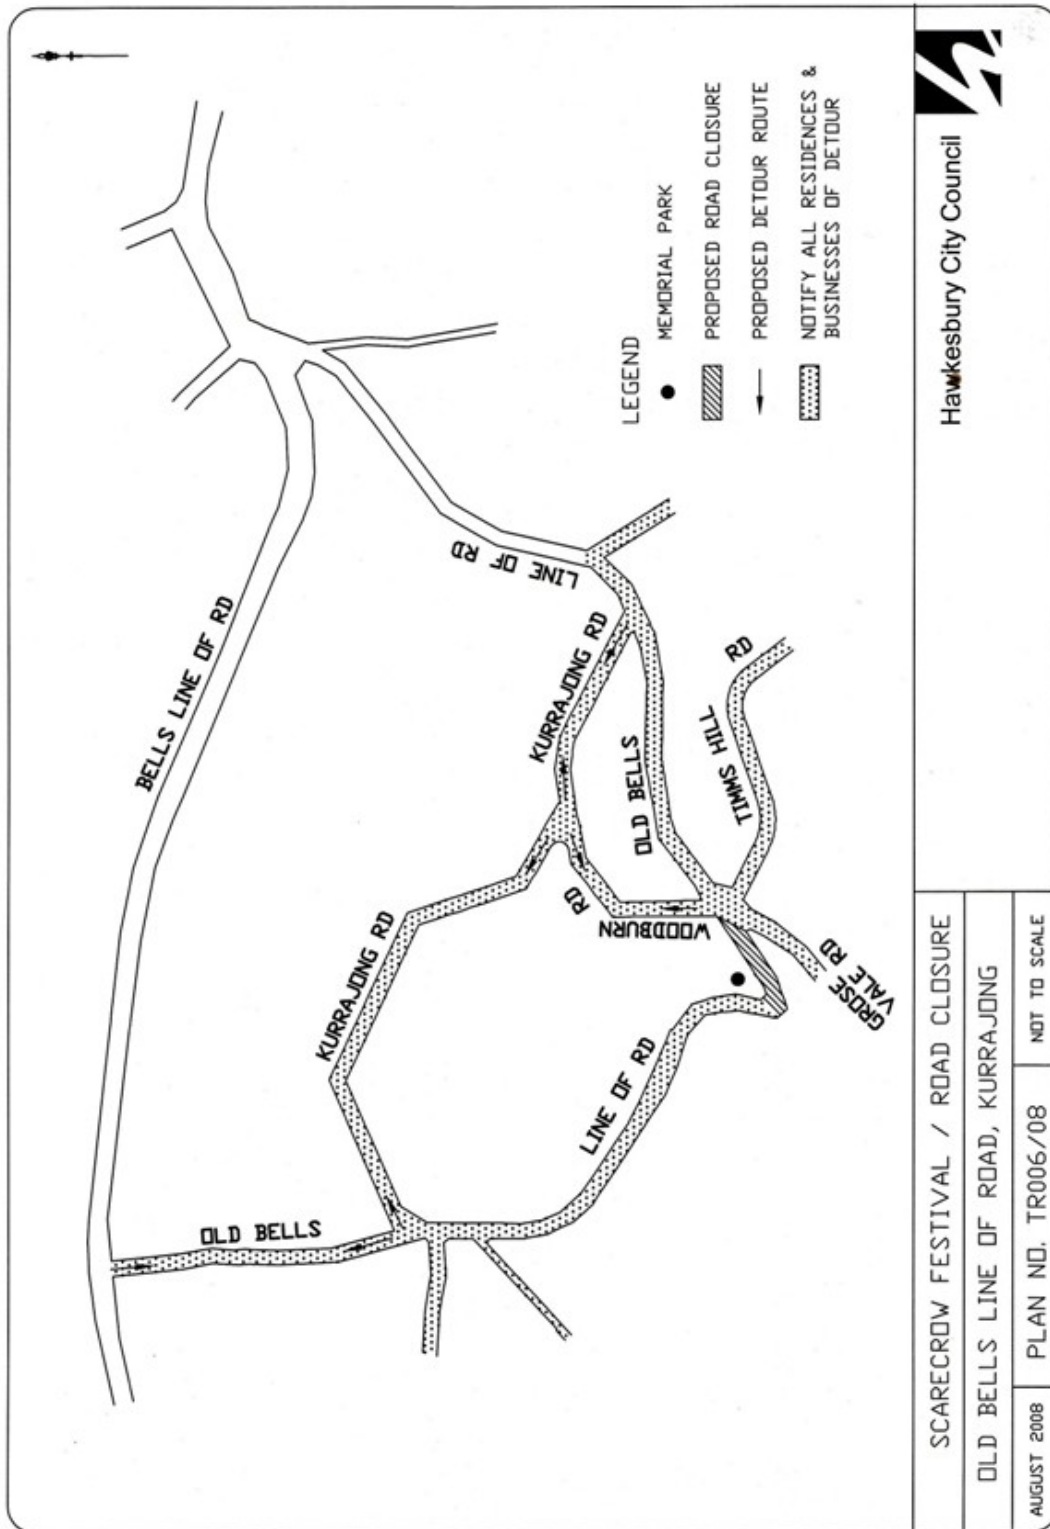 BELLS LINE OF RD
OLD BELLS
KURRAJONG RD
LINE OF RD
KURRAJONG RD
LINE OF RD
WOODBURN
RD
OLD BELLS
TIMMS HILL
RD
GROSE
VALE RD
LEGEND
MEMORIAL PARK
PROPOSED ROAD CLOSURE
PROPOSED DETOUR ROUTE
NOTIFY ALL RESIDENCES &
BUSINESSES OF DETOUR
SCARECROW FESTIVAL / ROAD CLOSURE
OLD BELLS LINE OF ROAD, KURRAJONG
AUGUST 2008
PLAN NO. TR006/08
NOT TO SCALE
Hawkesbury City Council